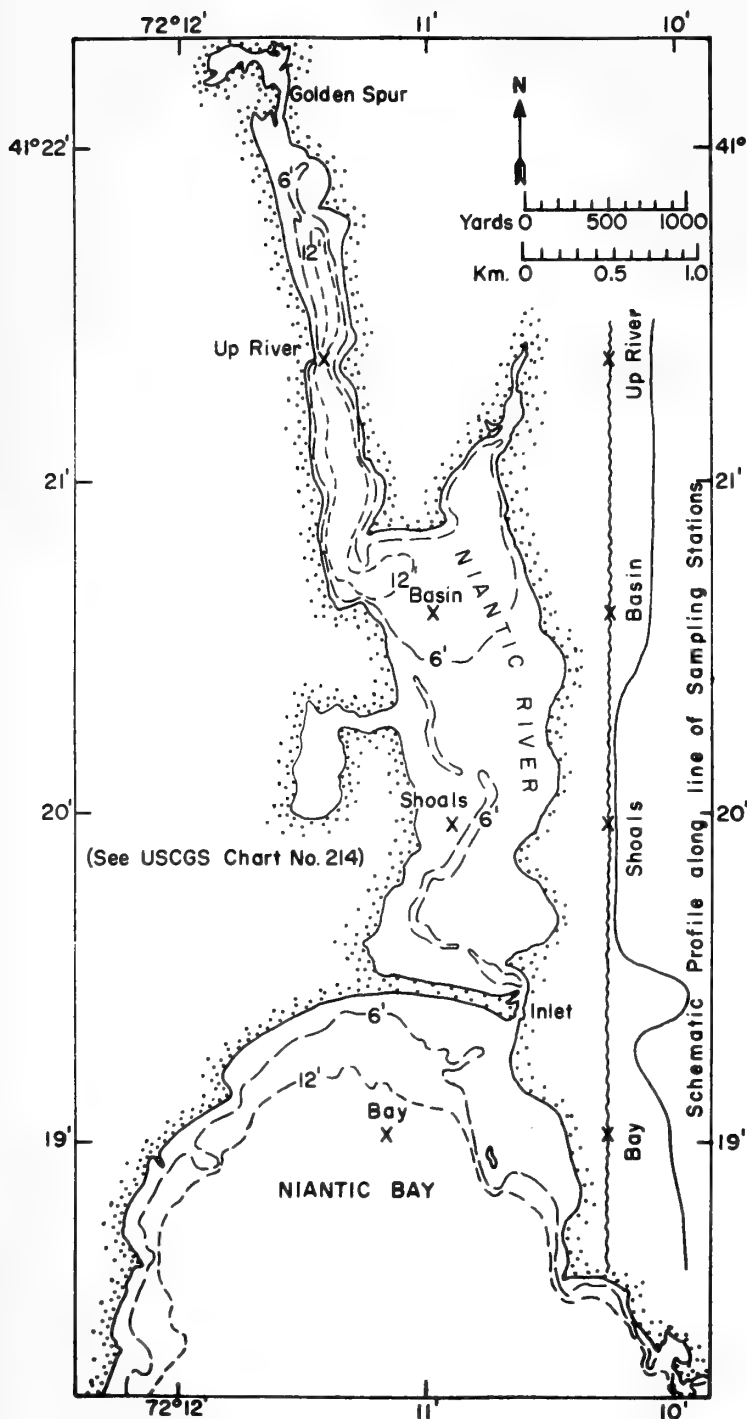 72°12' 11' 10'
Golden Spur
41°22' 41°
N
6'
Yards 0 500 1000
12'
Km. 0 0.5 1.0
Up River
Up River
21' 21'
NIANTIC RIVER
12'
Basin
Basin
6'
Schematic Profile along line of Sampling Stations
20' 20'
Shoals
Shoals
6'
(See USCGS Chart No. 214)
Inlet
6'
12'
Bay
Bay
19' 19'
NIANTIC BAY
72°12' 11' 10'